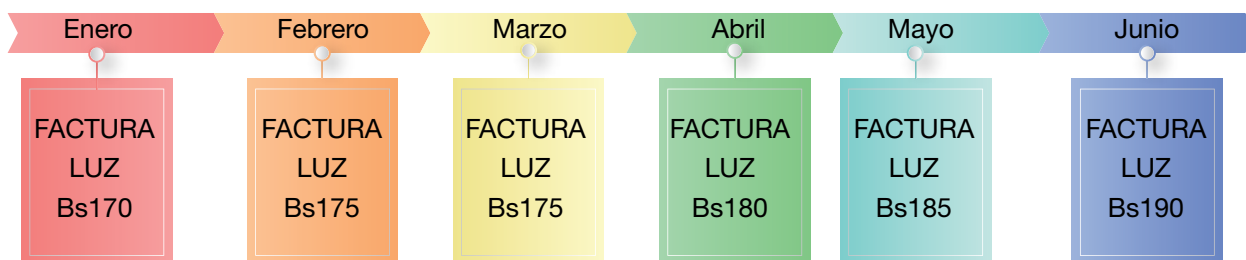 Enero Febrero Marzo Abril Mayo Junio
FACTURA
LUZ
Bs170
FACTURA
LUZ
Bs175
FACTURA
LUZ
Bs175
FACTURA
LUZ
Bs180
FACTURA
LUZ
Bs185
FACTURA
LUZ
Bs190